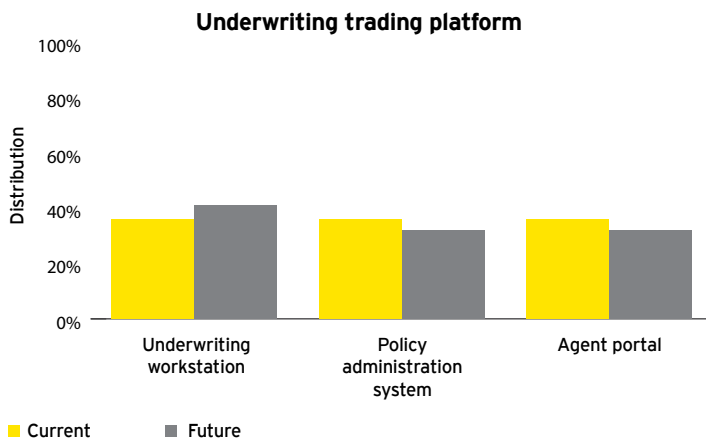 Underwriting trading platform
100%
80%
60%
40%
20%
0%
Distribution
Underwriting
workstation
Policy
administration
system
Agent portal
Current
Future